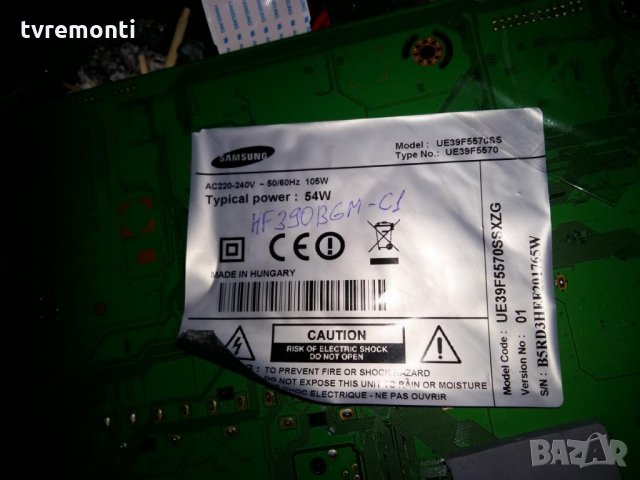 tvremonti
SAMSUNG
Model : UE39F5570SS
Type No.: UE39F5570
AC220-240V ~ 50/60Hz 105W
Typical power : 54W
HF390BGM-C1
MADE IN HUNGARY
CAUTION
RISK OF ELECTRIC SHOCK
DO NOT OPEN
: TO PREVENT FIRE OR SHOCK HAZARD
DO NOT EXPOSE THIS UNIT TO RAIN OR MOISTURE
CHOC ELECTRIQUE - NE PAS OUVRIR
Model Code : UE39F5570SSXZG
Version No : 01
S/N : B5RD3HEF201765W
BAZAR